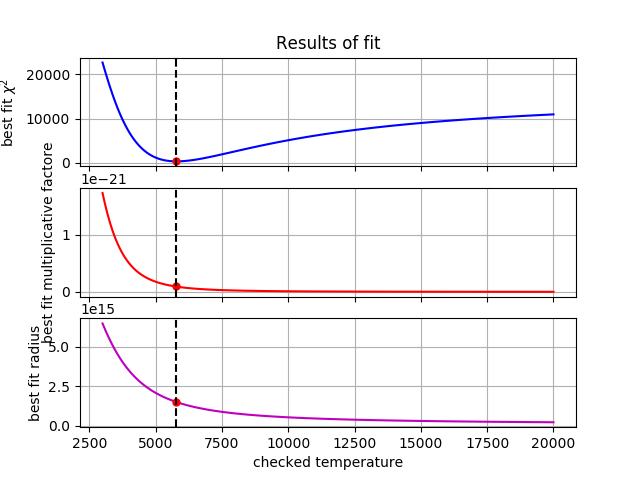 Results of fit
best fit χ²
20000
10000
0
1e−21
best fit multiplicative factore
1
0
1e15
best fit radius
5.0
2.5
0.0
2500 5000 7500 10000 12500 15000 17500 20000
checked temperature